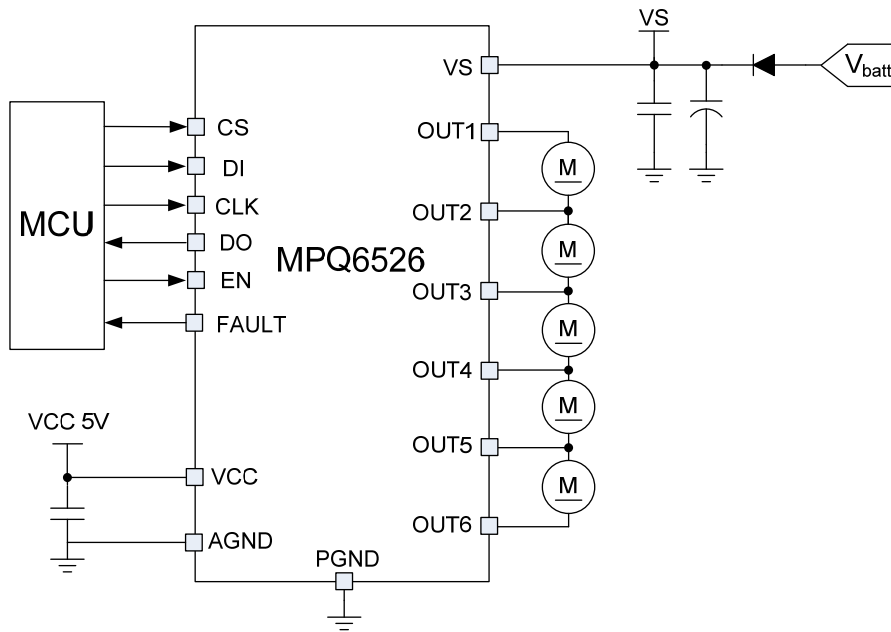 MCU
CS
DI
CLK
DO
EN
FAULT
VCC 5V
VCC
AGND
PGND
MPQ6526
VS
OUT1
OUT2
OUT3
OUT4
OUT5
OUT6
M
M
M
M
M
VS
Vbatt